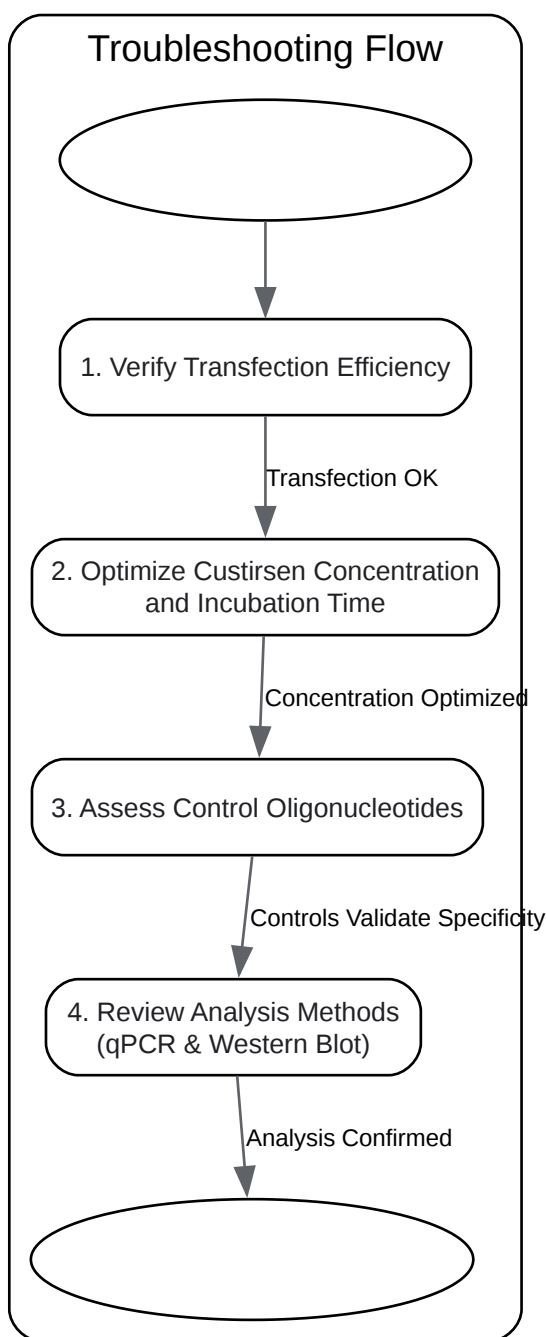 Troubleshooting Flow
1. Verify Transfection Efficiency
Transfection OK
2. Optimize Custirsen Concentration
and Incubation Time
Concentration Optimized
3. Assess Control Oligonucleotides
Controls Validate Specificity
4. Review Analysis Methods
(qPCR & Western Blot)
Analysis Confirmed